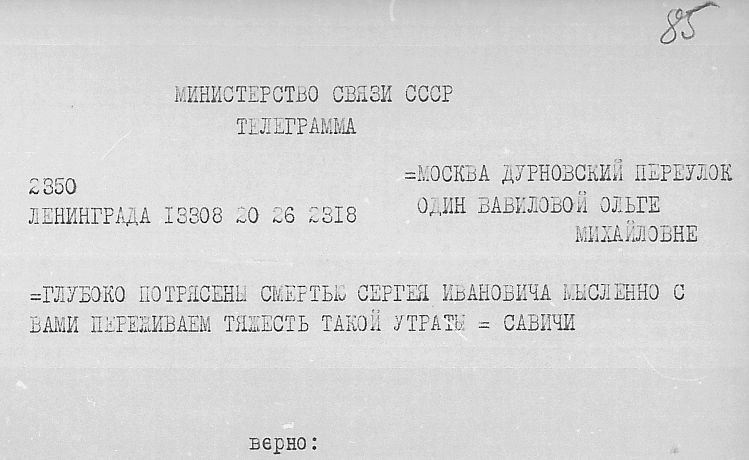 85
МИНИСТЕРСТВО СВЯЗИ СССР
ТЕЛЕГРАММА
2350
ЛЕНИНГРАДА 13308 20 26 2318
=МОСКВА ДУРНОВСКИЙ ПЕРЕУЛОК
ОДИН ВАВИЛОВОЙ ОЛЬГЕ
МИХАЙЛОВНЕ
=ГЛУБОКО ПОТРЯСЕНЫ СМЕРТЬЮ СЕРГЕЯ ИВАНОВИЧА МЫСЛЕННО С
ВАМИ ПЕРЕЖИВАЕМ ТЯЖЕСТЬ ТАКОЙ УТРАТЫ = САВИЧИ
верно: